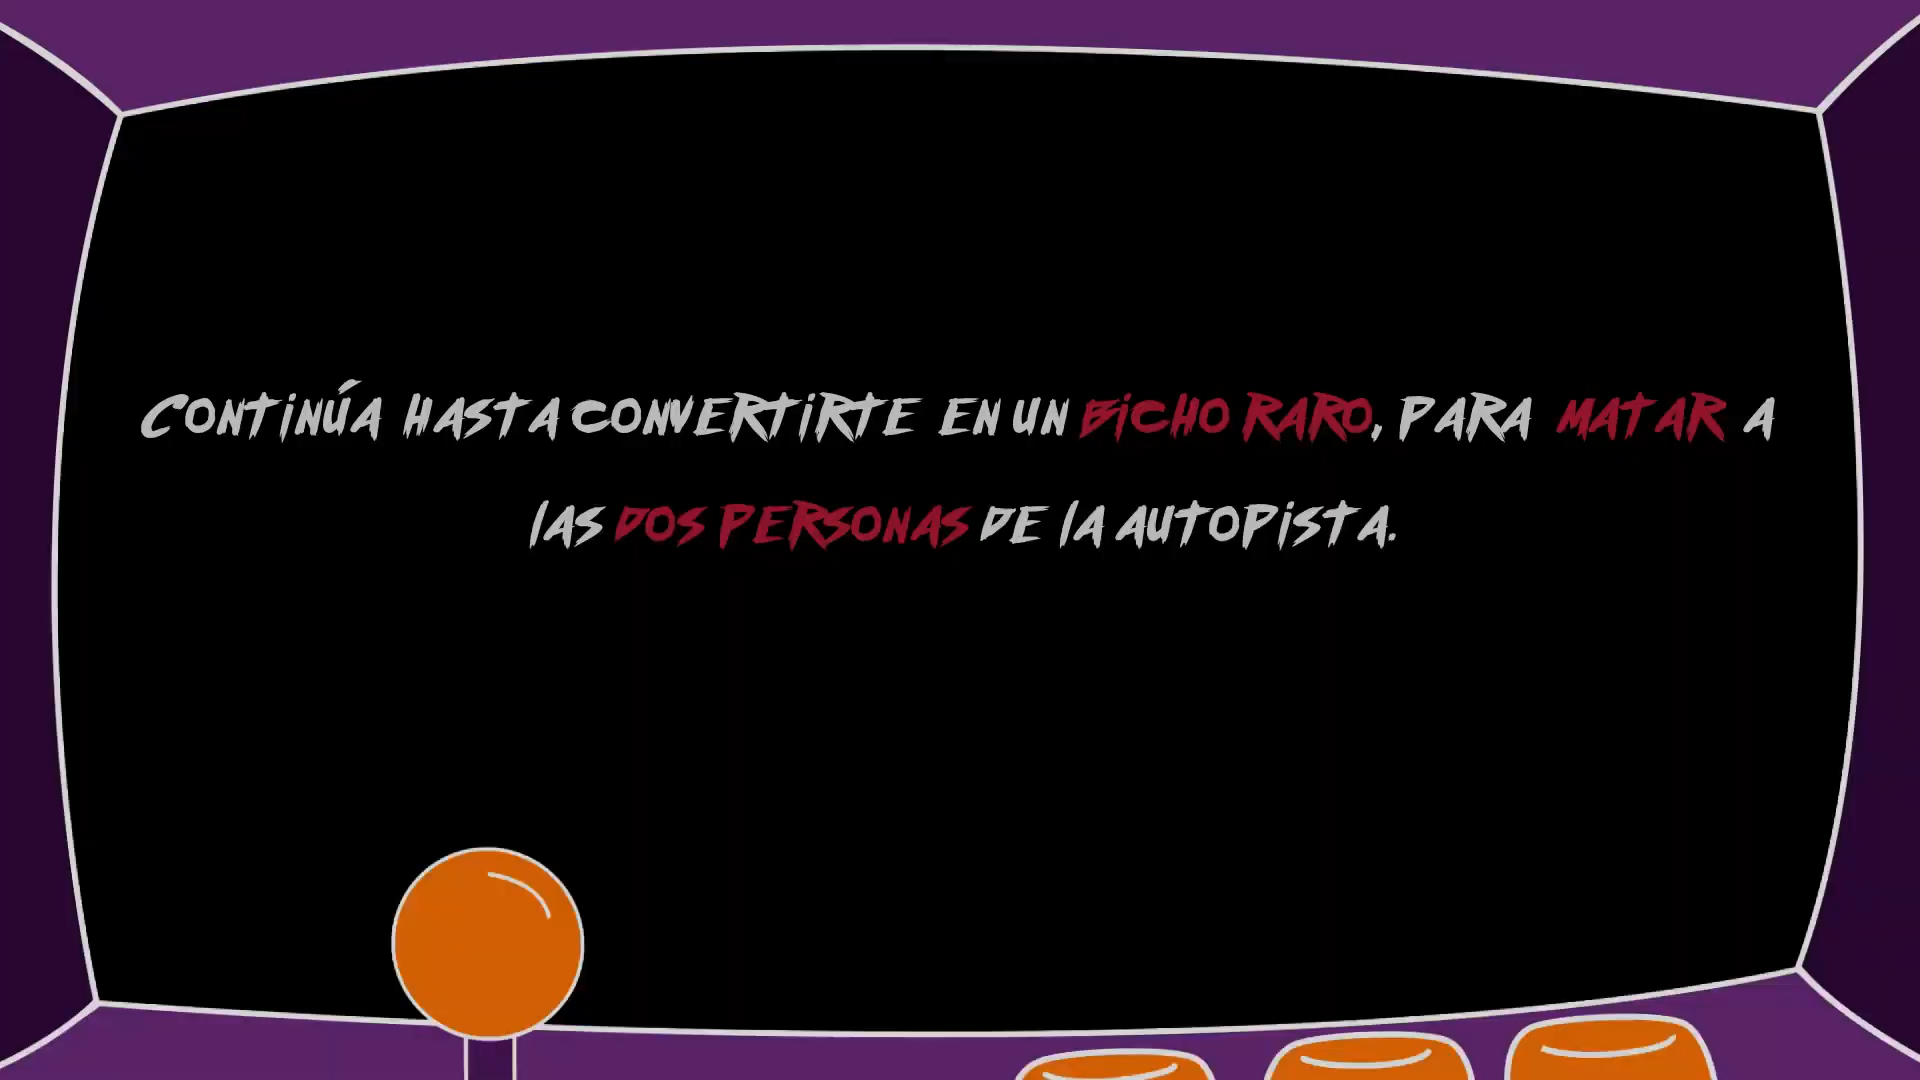 Continúa hasta convertirte en un bicho raro, para matar a
las dos personas de la autopista.